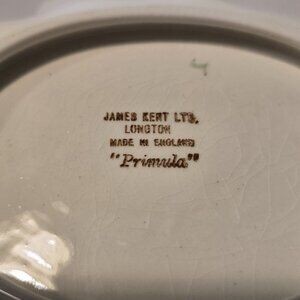 JAMES KENT LTD.
LONGTON
MADE IN ENGLAND
"Primula"